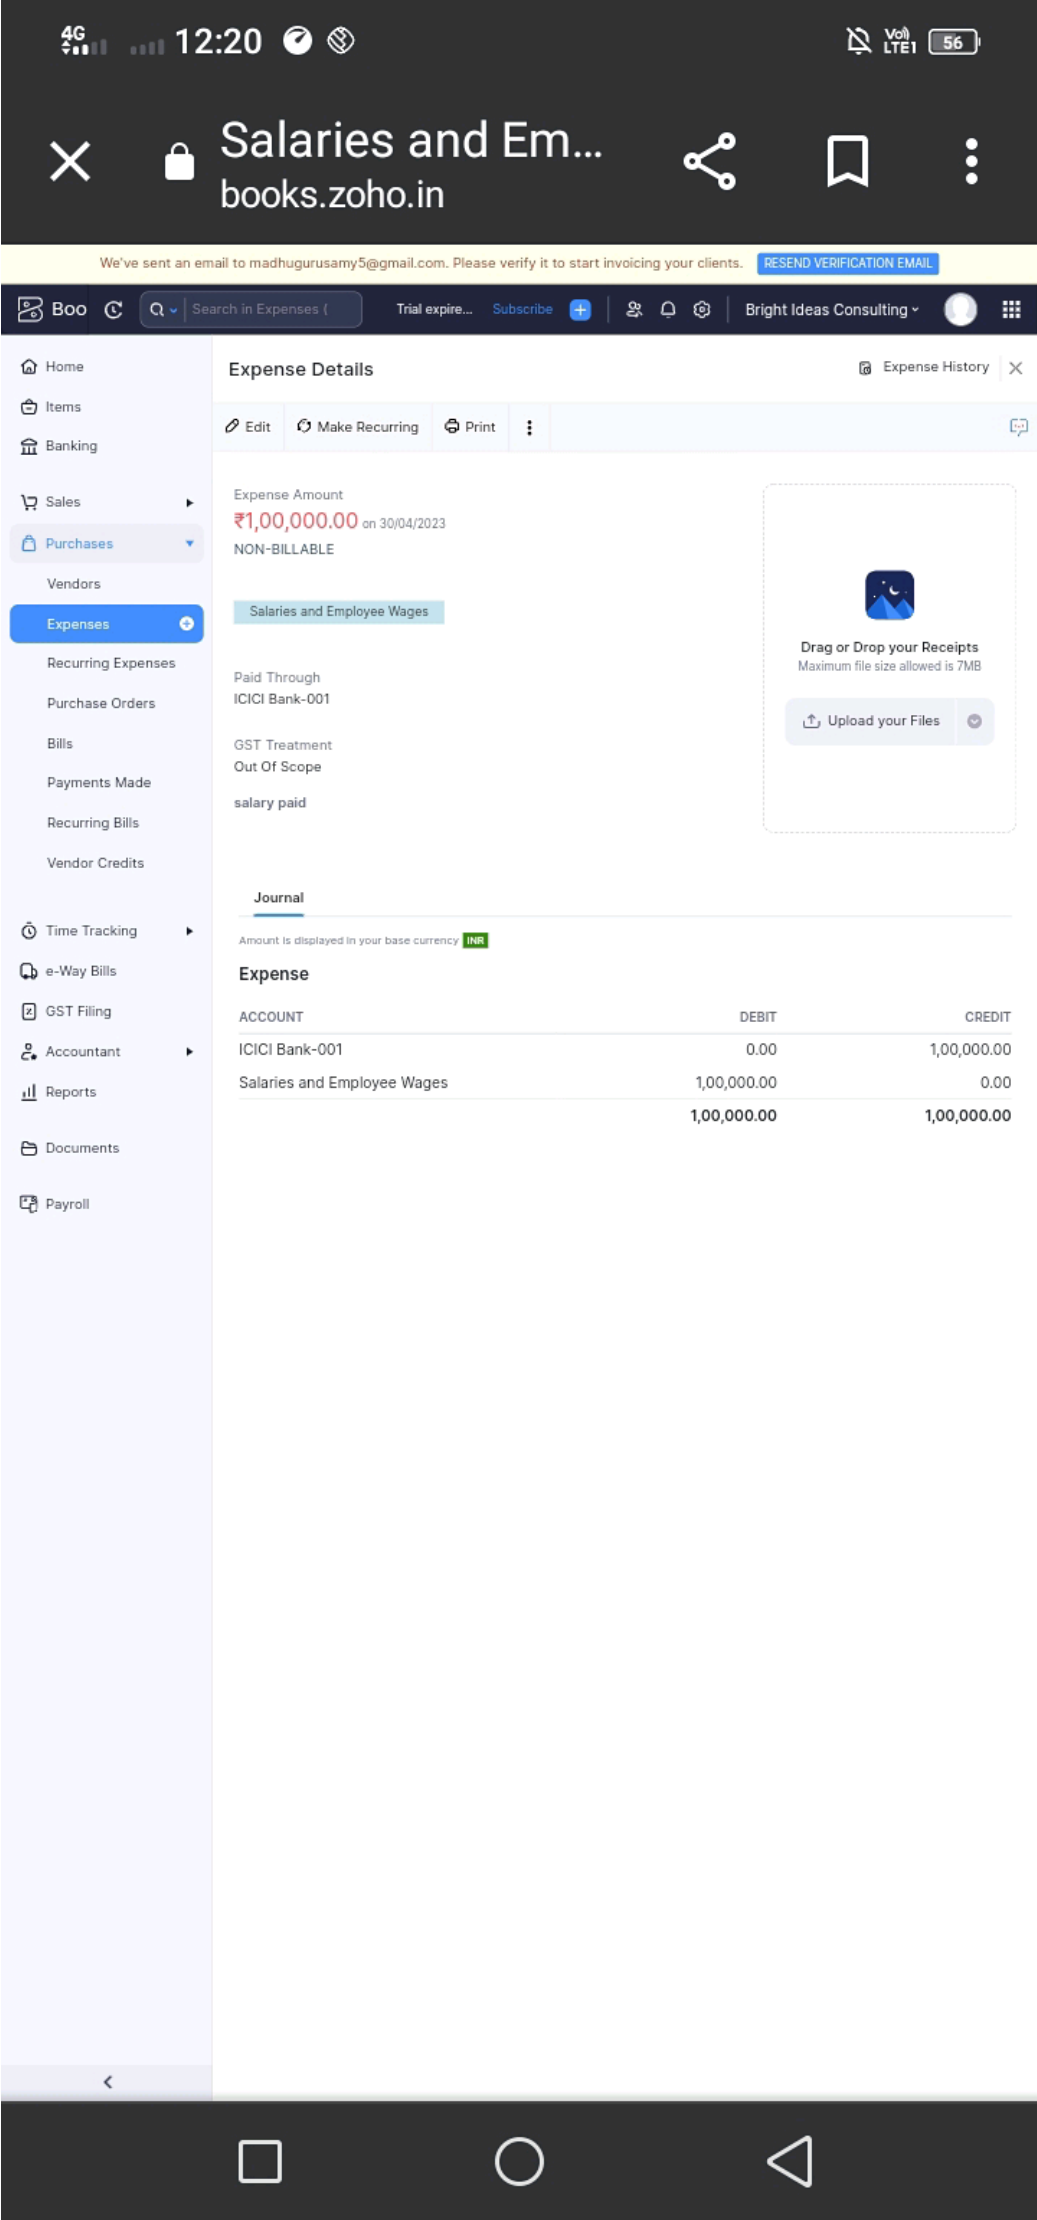 4G 12:20 Vo) LTE1 56
Salaries and Em...
books.zoho.in
We've sent an email to madhugurusamy5@gmail.com. Please verify it to start invoicing your clients. RESEND VERIFICATION EMAIL
Boo Search in Expenses ( Trial expire... Subscribe Bright Ideas Consulting
Home
Items
Banking
Sales
Purchases
Vendors
Expenses
Recurring Expenses
Purchase Orders
Bills
Payments Made
Recurring Bills
Vendor Credits
Time Tracking
e-Way Bills
GST Filing
Accountant
Reports
Documents
Payroll
Expense Details
Expense History
Edit Make Recurring Print
Expense Amount
₹1,00,000.00 on 30/04/2023
NON-BILLABLE
Salaries and Employee Wages
Paid Through
ICICI Bank-001
GST Treatment
Out Of Scope
salary paid
Drag or Drop your Receipts
Maximum file size allowed is 7MB
Upload your Files
Journal
Amount is displayed in your base currency INR
Expense
ACCOUNT DEBIT CREDIT
ICICI Bank-001 0.00 1,00,000.00
Salaries and Employee Wages 1,00,000.00 0.00
1,00,000.00 1,00,000.00